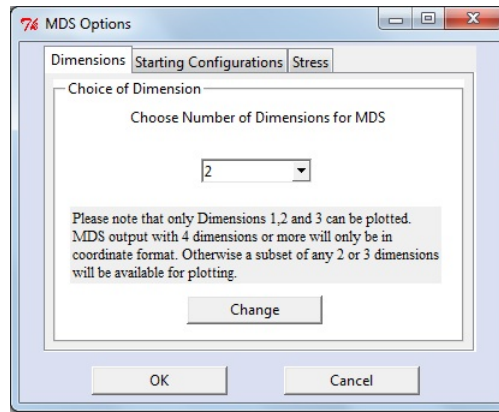 MDS Options
Dimensions Starting Configurations Stress
Choice of Dimension
Choose Number of Dimensions for MDS
2
Please note that only Dimensions 1,2 and 3 can be plotted.
MDS output with 4 dimensions or more will only be in
coordinate format. Otherwise a subset of any 2 or 3 dimensions
will be available for plotting.
Change
OK Cancel